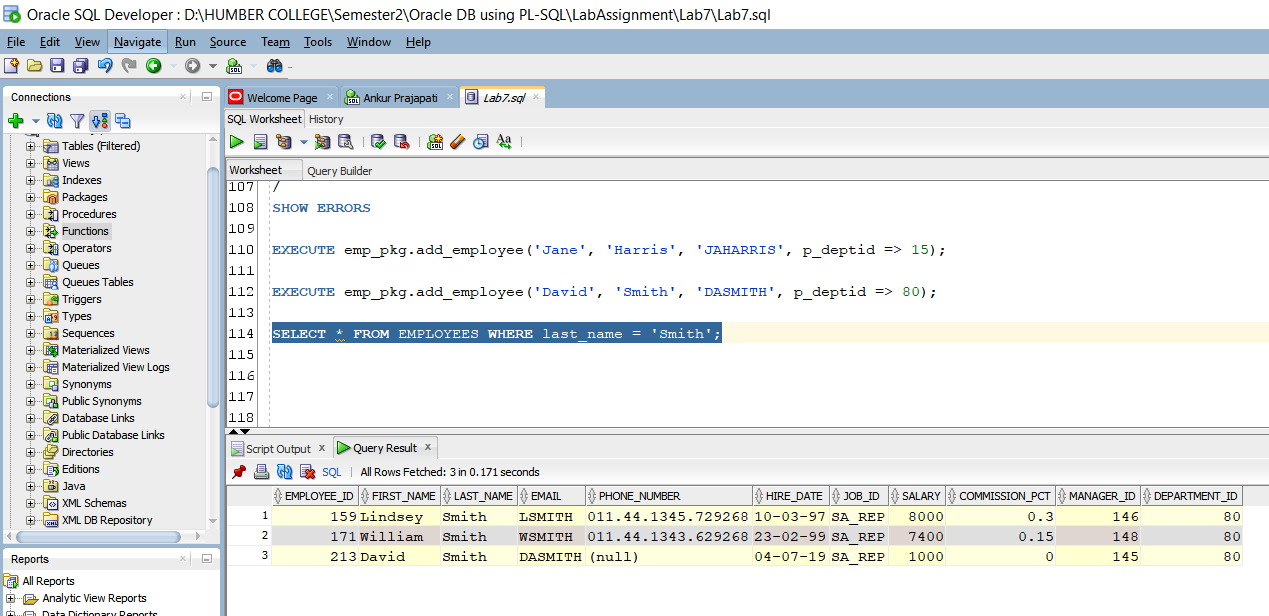 Oracle SQL Developer : D:\HUMBER COLLEGE\Semester2\Oracle DB using PL-SQL\LabAssignment\Lab7\Lab7.sql
File Edit View Navigate Run Source Team Tools Window Help
Connections
Tables (Filtered)
Views
Indexes
Packages
Procedures
Functions
Operators
Queues
Queues Tables
Triggers
Types
Sequences
Materialized Views
Materialized View Logs
Synonyms
Public Synonyms
Database Links
Public Database Links
Directories
Editions
Java
XML Schemas
XML DB Repository
Reports
All Reports
Analytic View Reports
Data Dictionary Reports
Welcome Page Ankur Prajapati Lab7.sql
SQL Worksheet History
Worksheet Query Builder
107 /
108 SHOW ERRORS
109
110 EXECUTE emp_pkg.add_employee('Jane', 'Harris', 'JAHARRIS', p_deptid => 15);
111
112 EXECUTE emp_pkg.add_employee('David', 'Smith', 'DASMITH', p_deptid => 80);
113
114 SELECT * FROM EMPLOYEES WHERE last_name = 'Smith';
115
116
117
118
Script Output x Query Result x
SQL | All Rows Fetched: 3 in 0.171 seconds
EMPLOYEE_ID FIRST_NAME LAST_NAME EMAIL PHONE_NUMBER HIRE_DATE JOB_ID SALARY COMMISSION_PCT MANAGER_ID DEPARTMENT_ID
1 159 Lindsey Smith LSMITH 011.44.1345.729268 10-03-97 SA_REP 8000 0.3 146 80
2 171 William Smith WSMITH 011.44.1343.629268 23-02-99 SA_REP 7400 0.15 148 80
3 213 David Smith DASMITH (null) 04-07-19 SA_REP 1000 0 145 80